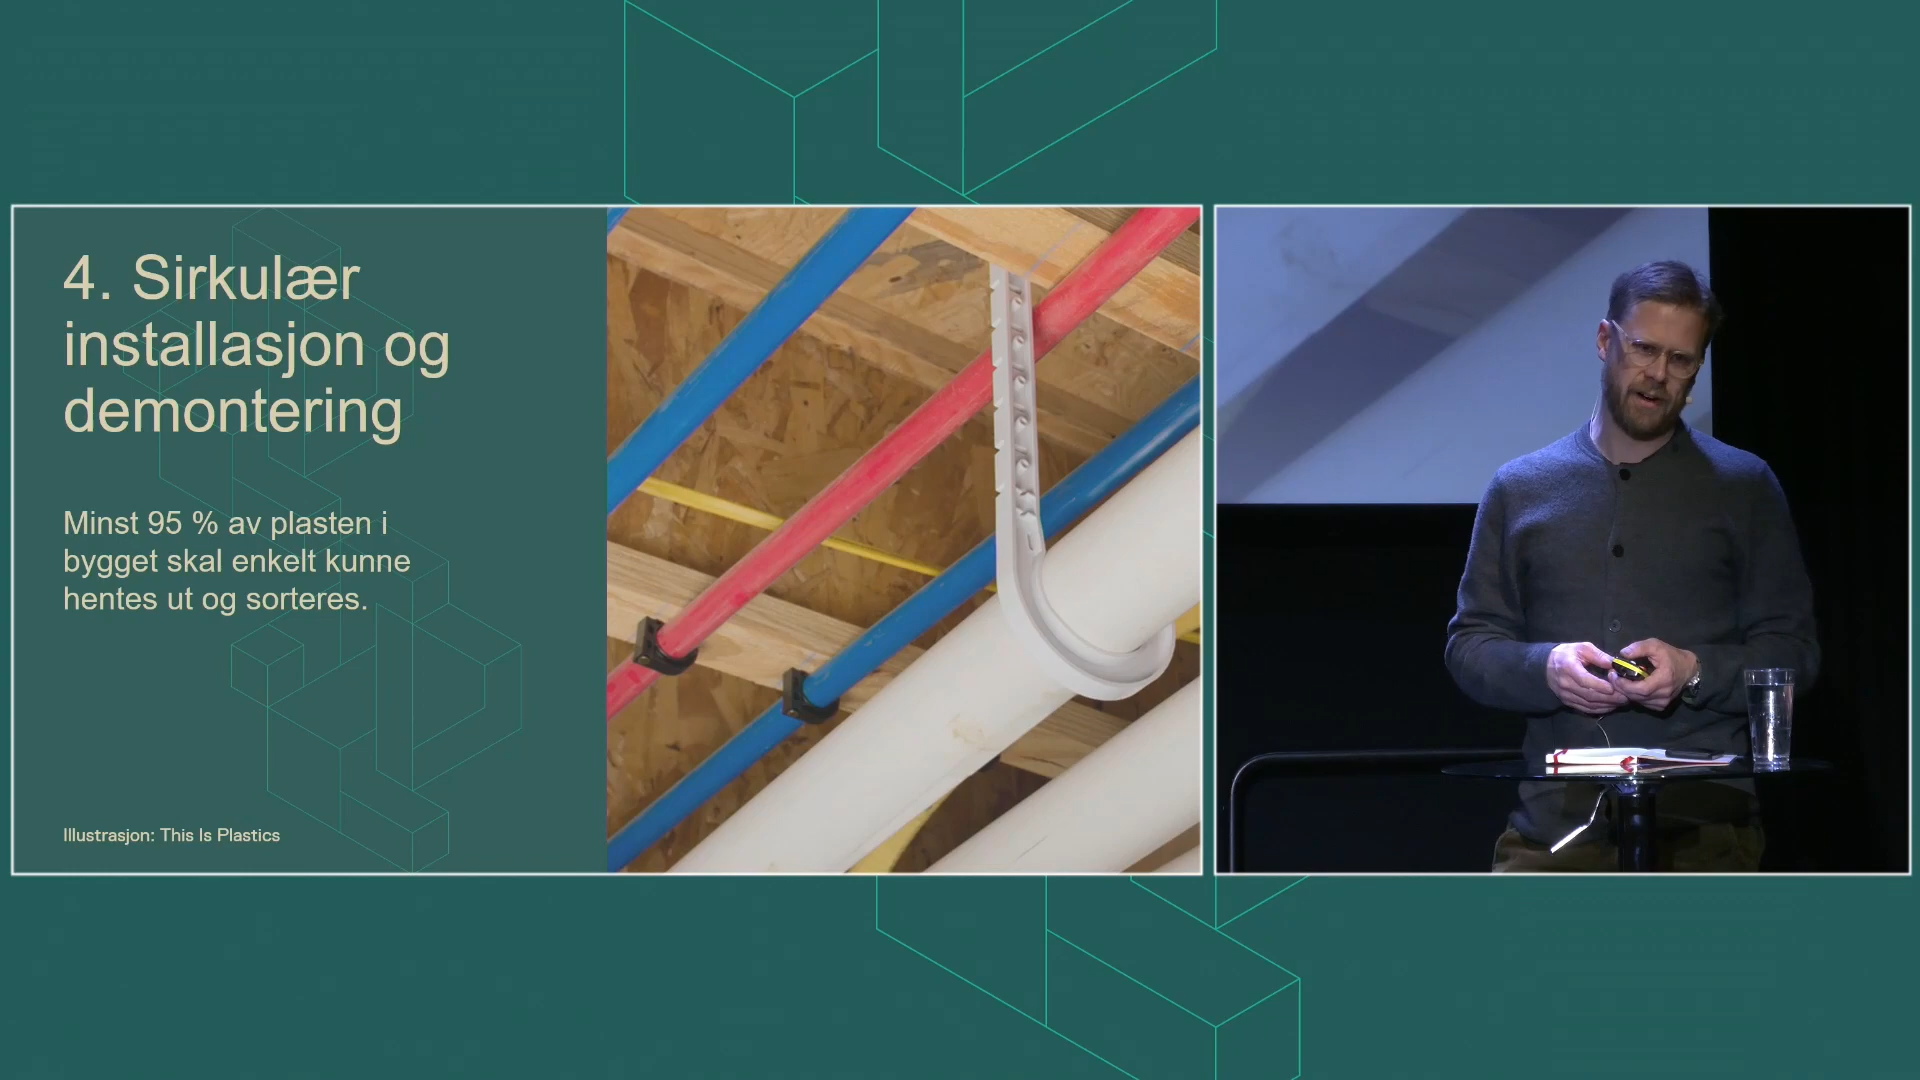 4. Sirkulær
installasjon og
demontering
Minst 95 % av plasten i
bygget skal enkelt kunne
hentes ut og sorteres.
Illustrasjon: This Is Plastics